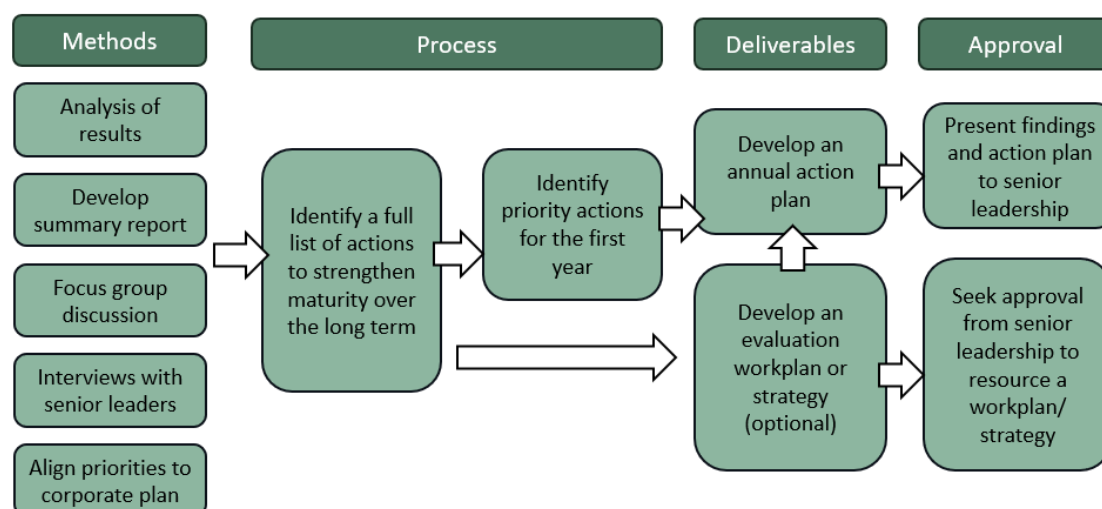 Methods
Process
Deliverables
Approval
Analysis of
results
Develop
summary report
Focus group
discussion
Interviews with
senior leaders
Align priorities to
corporate plan
Identify a full
list of actions
to strengthen
maturity over
the long term
Identify
priority actions
for the first
year
Develop an
annual action
plan
Develop an
evaluation
workplan or
strategy
(optional)
Present findings
and action plan
to senior
leadership
Seek approval
from senior
leadership to
resource a
workplan/
strategy